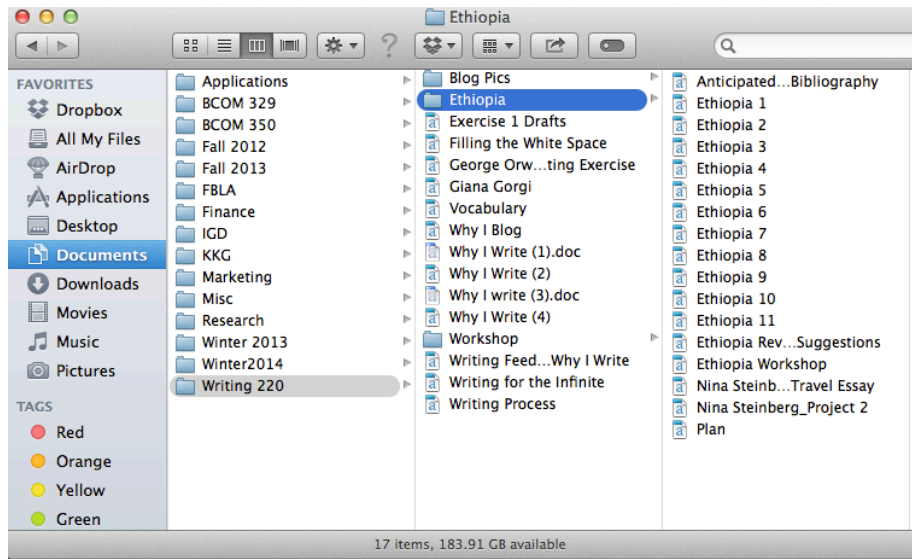 Ethiopia
?
FAVORITES
Dropbox
All My Files
AirDrop
Applications
Desktop
Documents
Downloads
Movies
Music
Pictures
TAGS
Red
Orange
Yellow
Green
Applications
BCOM 329
BCOM 350
Fall 2012
Fall 2013
FBLA
Finance
IGD
KKG
Marketing
Misc
Research
Winter 2013
Winter2014
Writing 220
Blog Pics
Ethiopia
Exercise 1 Drafts
Filling the White Space
George Orw...ting Exercise
Giana Gorgi
Vocabulary
Why I Blog
Why I Write (1).doc
Why I Write (2)
Why I write (3).doc
Why I Write (4)
Workshop
Writing Feed...Why I Write
Writing for the Infinite
Writing Process
Anticipated...Bibliography
Ethiopia 1
Ethiopia 2
Ethiopia 3
Ethiopia 4
Ethiopia 5
Ethiopia 6
Ethiopia 7
Ethiopia 8
Ethiopia 9
Ethiopia 10
Ethiopia 11
Ethiopia Rev...Suggestions
Ethiopia Workshop
Nina Steinb...Travel Essay
Nina Steinberg_Project 2
Plan
17 items, 183.91 GB available